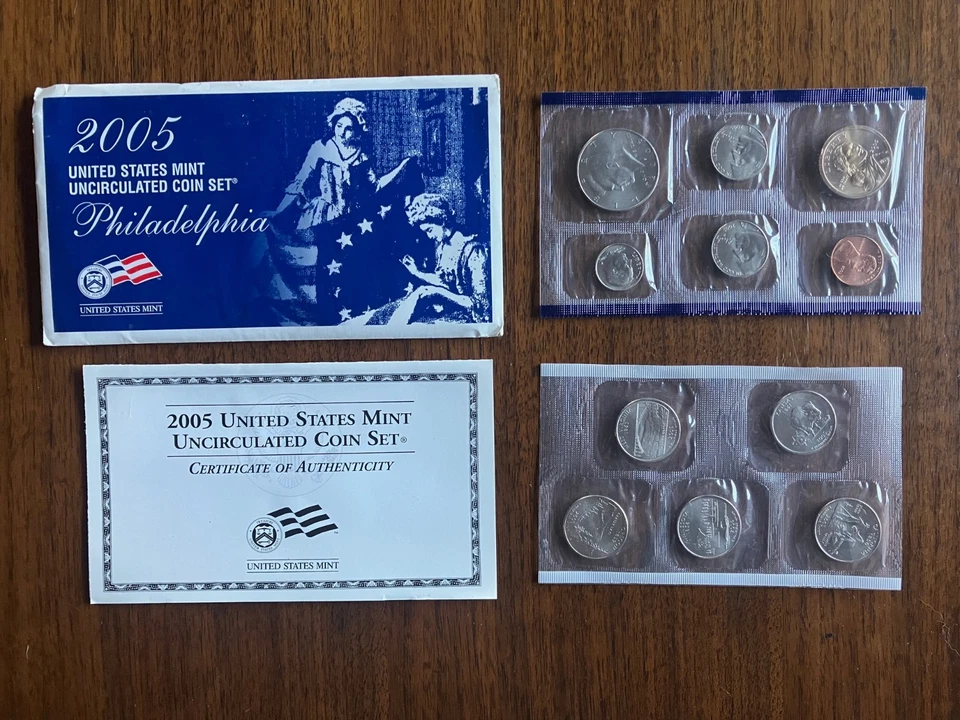 2005
UNITED STATES MINT
UNCIRCULATED COIN SET®
Philadelphia
UNITED STATES MINT
2005 UNITED STATES MINT
UNCIRCULATED COIN SET®
CERTIFICATE OF AUTHENTICITY
UNITED STATES MINT